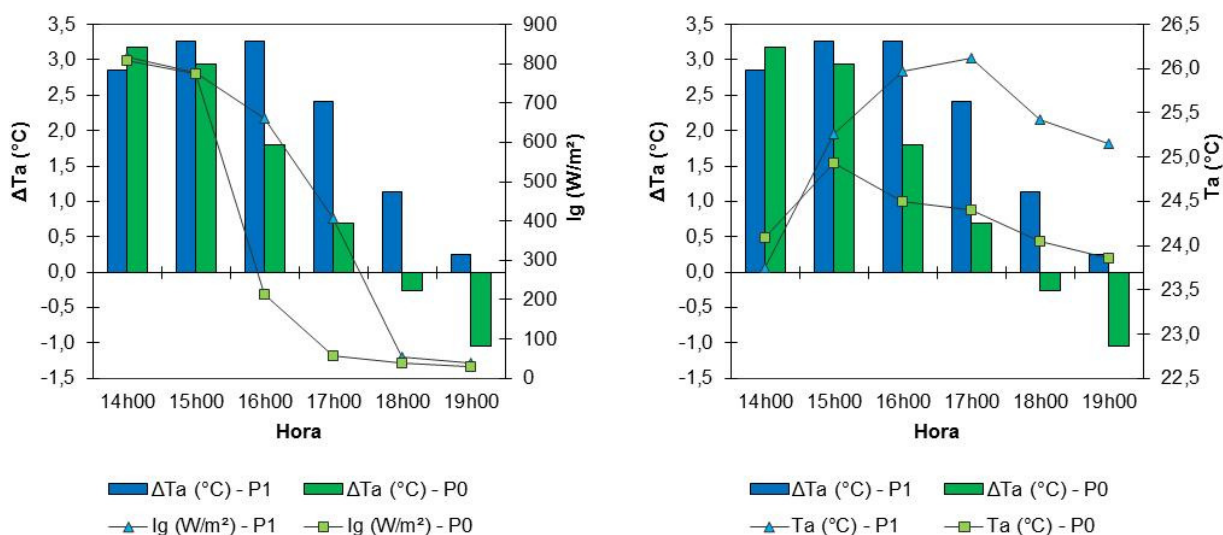 ΔTa (°C)
3,5
3,0
2,5
2,0
1,5
1,0
0,5
0,0
-0,5
-1,0
-1,5
14h00 15h00 16h00 17h00 18h00 19h00
Hora
900
800
700
600
500
400
300
200
100
0
Ig (W/m²)
ΔTa (°C) - P1
ΔTa (°C) - P0
Ig (W/m²) - P1
Ig (W/m²) - P0
ΔTa (°C)
3,5
3,0
2,5
2,0
1,5
1,0
0,5
0,0
-0,5
-1,0
-1,5
14h00 15h00 16h00 17h00 18h00 19h00
Hora
26,5
26,0
25,5
25,0
24,5
24,0
23,5
23,0
22,5
Ta (°C)
ΔTa (°C) - P1
ΔTa (°C) - P0
Ta (°C) - P1
Ta (°C) - P0